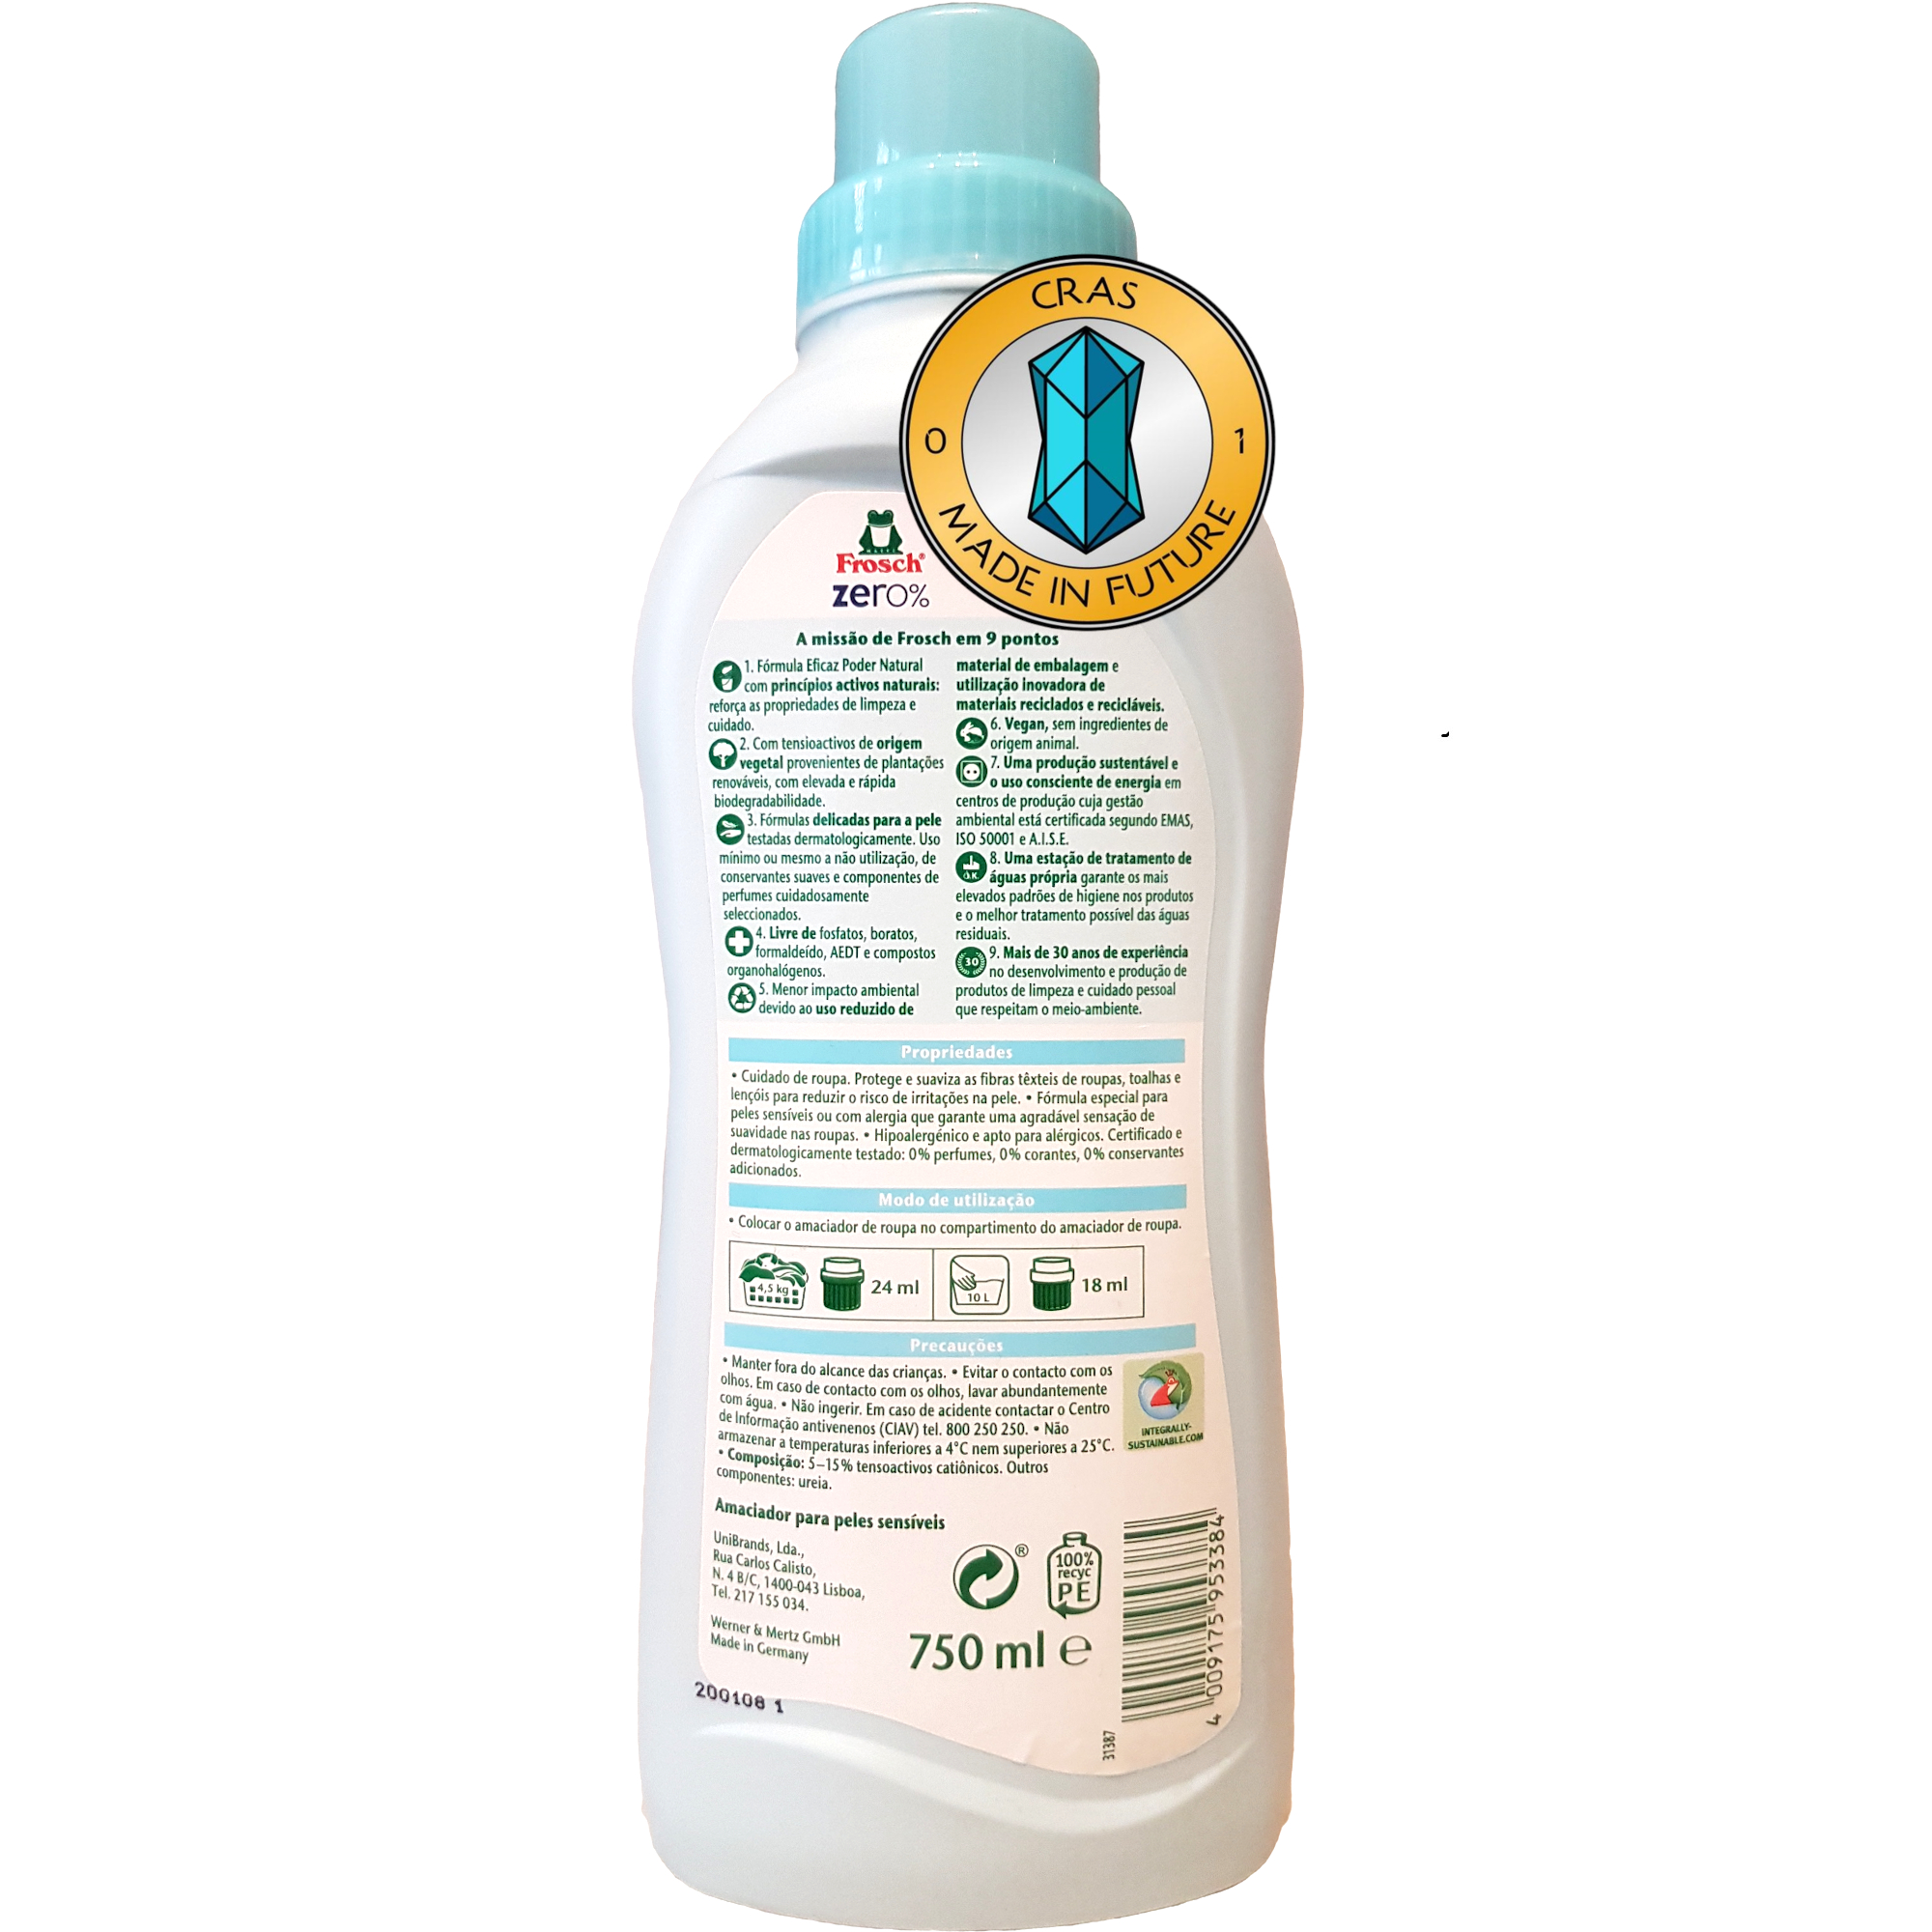 CRAS
0 1
MADE IN FUTURE
Frosch®
zero%
A missão de Frosch em 9 pontos
1. Fórmula Eficaz Poder Natural
com princípios activos naturais:
reforça as propriedades de limpeza e
cuidado.
2. Com tensioactivos de origem
vegetal provenientes de plantações
renováveis, com elevada e rápida
biodegradabilidade.
3. Fórmulas delicadas para a pele
testadas dermatologicamente. Uso
mínimo ou mesmo a não utilização, de
conservantes suaves e componentes de
perfumes cuidadosamente
seleccionados.
4. Livre de fosfatos, boratos,
formaldeído, AEDT e compostos
organohalógenos.
5. Menor impacto ambiental
devido ao uso reduzido de
material de embalagem e
utilização inovadora de
materiais reciclados e recicláveis.
6. Vegan, sem ingredientes de
origem animal.
7. Uma produção sustentável e
o uso consciente de energia em
centros de produção cuja gestão
ambiental está certificada segundo EMAS,
ISO 50001 e A.I.S.E.
8. Uma estação de tratamento de
águas própria garante os mais
elevados padrões de higiene nos produtos
e o melhor tratamento possível das águas
residuais.
30
9. Mais de 30 anos de experiência
no desenvolvimento e produção de
produtos de limpeza e cuidado pessoal
que respeitam o meio-ambiente.
Propriedades
• Cuidado de roupa. Protege e suaviza as fibras têxteis de roupas, toalhas e
lençóis para reduzir o risco de irritações na pele. • Fórmula especial para
peles sensíveis ou com alergia que garante uma agradável sensação de
suavidade nas roupas. • Hipoalergénico e apto para alérgicos. Certificado e
dermatologicamente testado: 0% perfumes, 0% corantes, 0% conservantes
adicionados.
Modo de utilização
• Colocar o amaciador de roupa no compartimento do amaciador de roupa.
4,5 kg 24 ml 10 L 18 ml
Precauções
• Manter fora do alcance das crianças. • Evitar o contacto com os
olhos. Em caso de contacto com os olhos, lavar abundantemente
com água. • Não ingerir. Em caso de acidente contactar o Centro
de Informação antivenenos (CIAV) tel. 800 250 250. • Não
armazenar a temperaturas inferiores a 4°C nem superiores a 25°C.
• Composição: 5–15% tensoactivos catiônicos. Outros
componentes: ureia.
INTEGRALLY-
SUSTAINABLE.COM
Amaciador para peles sensíveis
UniBrands, Lda.,
Rua Carlos Calisto,
N. 4 B/C, 1400-043 Lisboa,
Tel. 217 155 034.
Werner & Mertz GmbH
Made in Germany
®
100%
recyc
PE
750 ml e
4 009175 953384
31387
200108 1